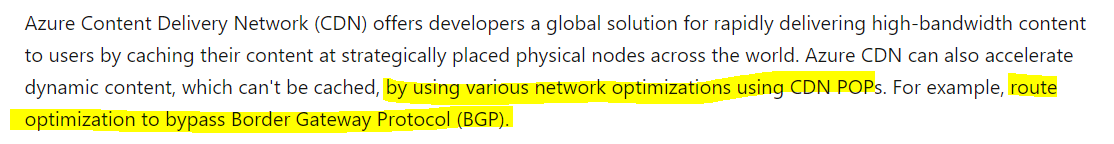 Azure Content Delivery Network (CDN) offers developers a global solution for rapidly delivering high-bandwidth content
to users by caching their content at strategically placed physical nodes across the world. Azure CDN can also accelerate
dynamic content, which can't be cached, by using various network optimizations using CDN POPs. For example, route
optimization to bypass Border Gateway Protocol (BGP).